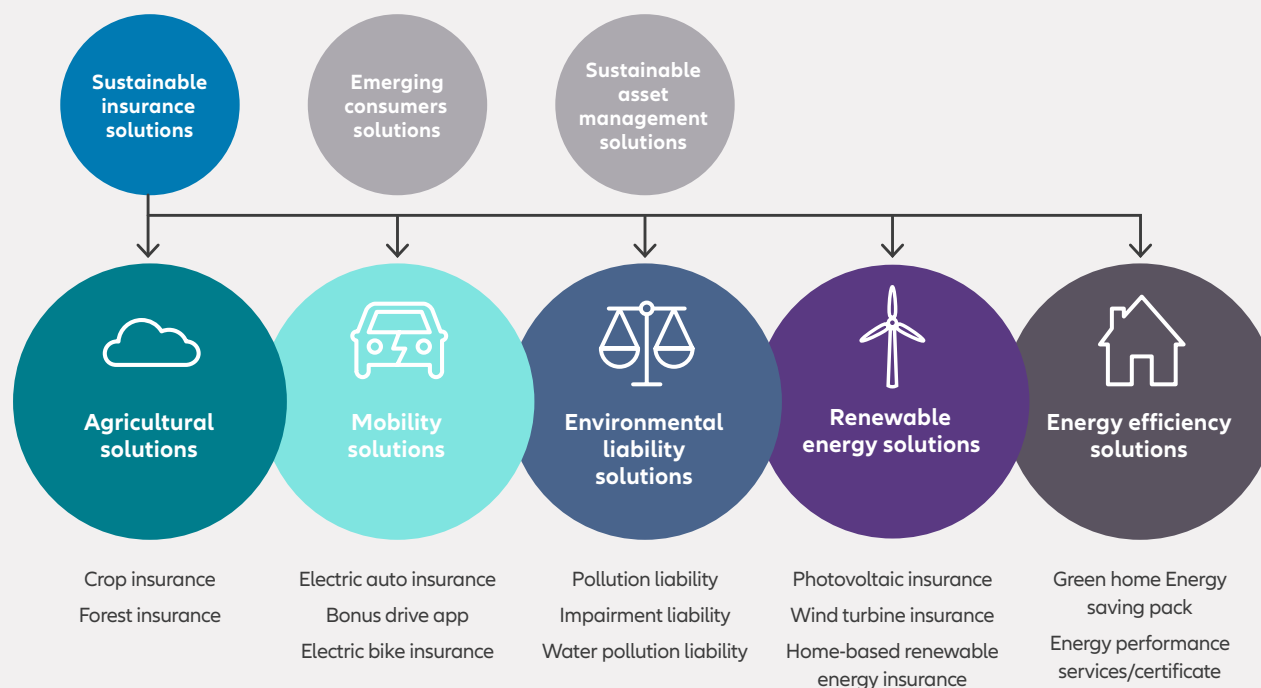 Sustainable
insurance
solutions
Emerging
consumers
solutions
Sustainable
asset
management
solutions
Agricultural
solutions
Mobility
solutions
Environmental
liability
solutions
Renewable
energy solutions
Energy efficiency
solutions
Crop insurance
Forest insurance
Electric auto insurance
Bonus drive app
Electric bike insurance
Pollution liability
Impairment liability
Water pollution liability
Photovoltaic insurance
Wind turbine insurance
Home-based renewable
energy insurance
Green home Energy
saving pack
Energy performance
services/certificate